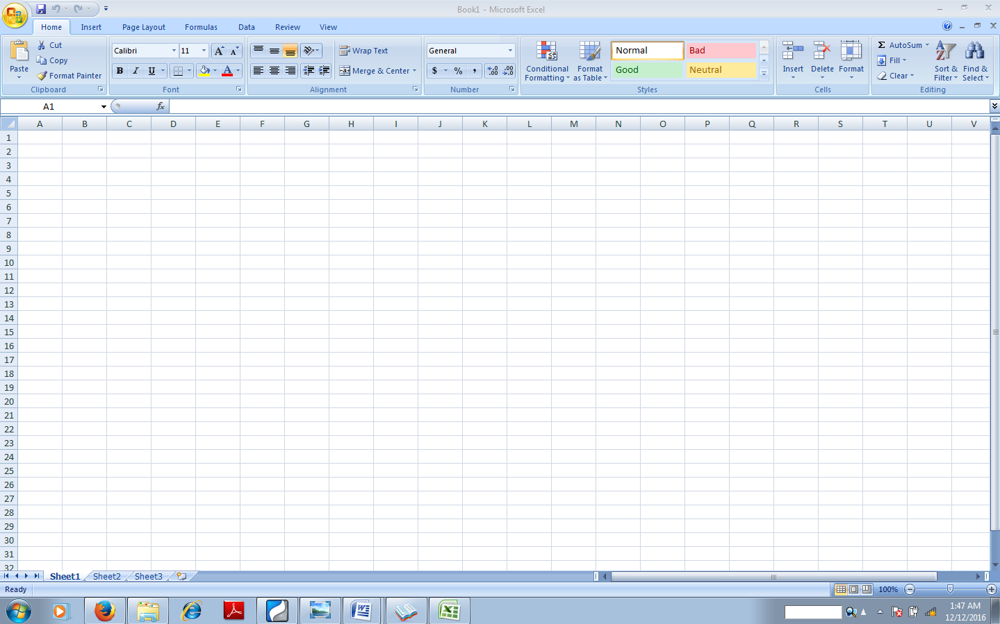 Book1 - Microsoft Excel
Home Insert Page Layout Formulas Data Review View
Cut
Copy
Format Painter
Paste
Clipboard
Calibri 11
B I U A
Font
Wrap Text
Merge & Center
Alignment
General
$ % ,
Number
Conditional Formatting
Format as Table
Normal Bad
Good Neutral
Styles
Insert Delete Format
Cells
Σ AutoSum
Fill
Clear
Sort & Filter
Find & Select
Editing
A1 fx
A B C D E F G H I J K L M N O P Q R S T U V
1
2
3
4
5
6
7
8
9
10
11
12
13
14
15
16
17
18
19
20
21
22
23
24
25
26
27
28
29
30
31
32
Sheet1 Sheet2 Sheet3
Ready 100%
1:47 AM
12/12/2016